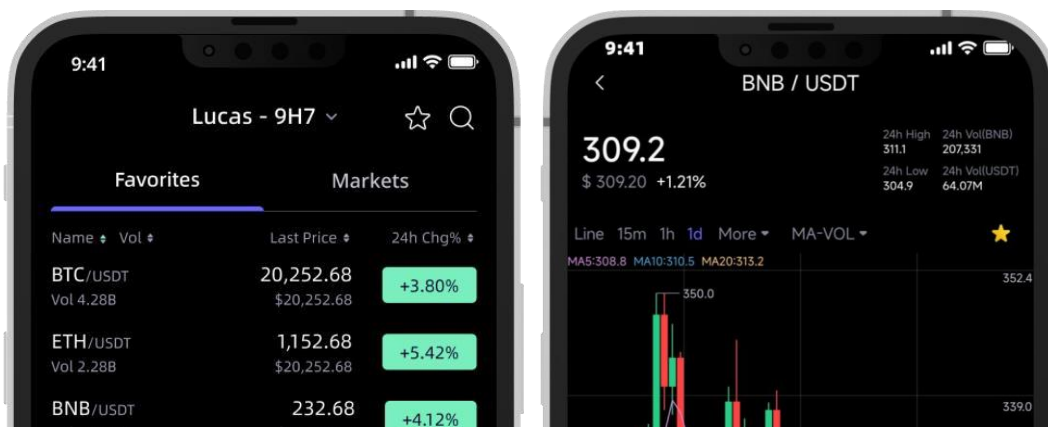 9:41
Lucas - 9H7
Favorites Markets
Name Vol Last Price 24h Chg%
BTC/USDT 20,252.68 +3.80%
Vol 4.28B $20,252.68
ETH/USDT 1,152.68 +5.42%
Vol 2.28B $20,252.68
BNB/USDT 232.68 +4.12%
9:41
BNB / USDT
309.2
$ 309.20 +1.21%
24h High 24h Vol(BNB)
311.1 207,331
24h Low 24h Vol(USDT)
304.9 64.07M
Line 15m 1h 1d More MA-VOL
MA5:308.8 MA10:310.5 MA20:313.2
352.4
350.0
339.0